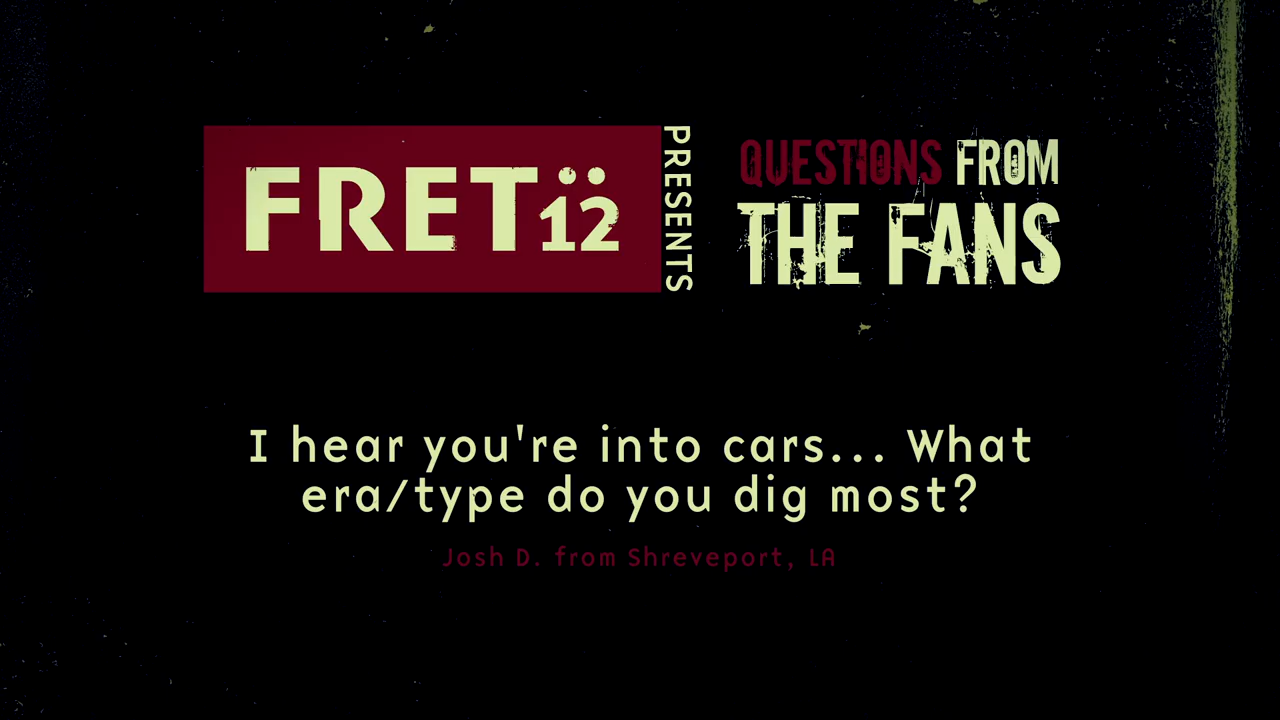 FRET12
PRESENTS
QUESTIONS FROM
THE FANS
I hear you're into cars... What
era/type do you dig most?
Josh D. from Shreveport, LA